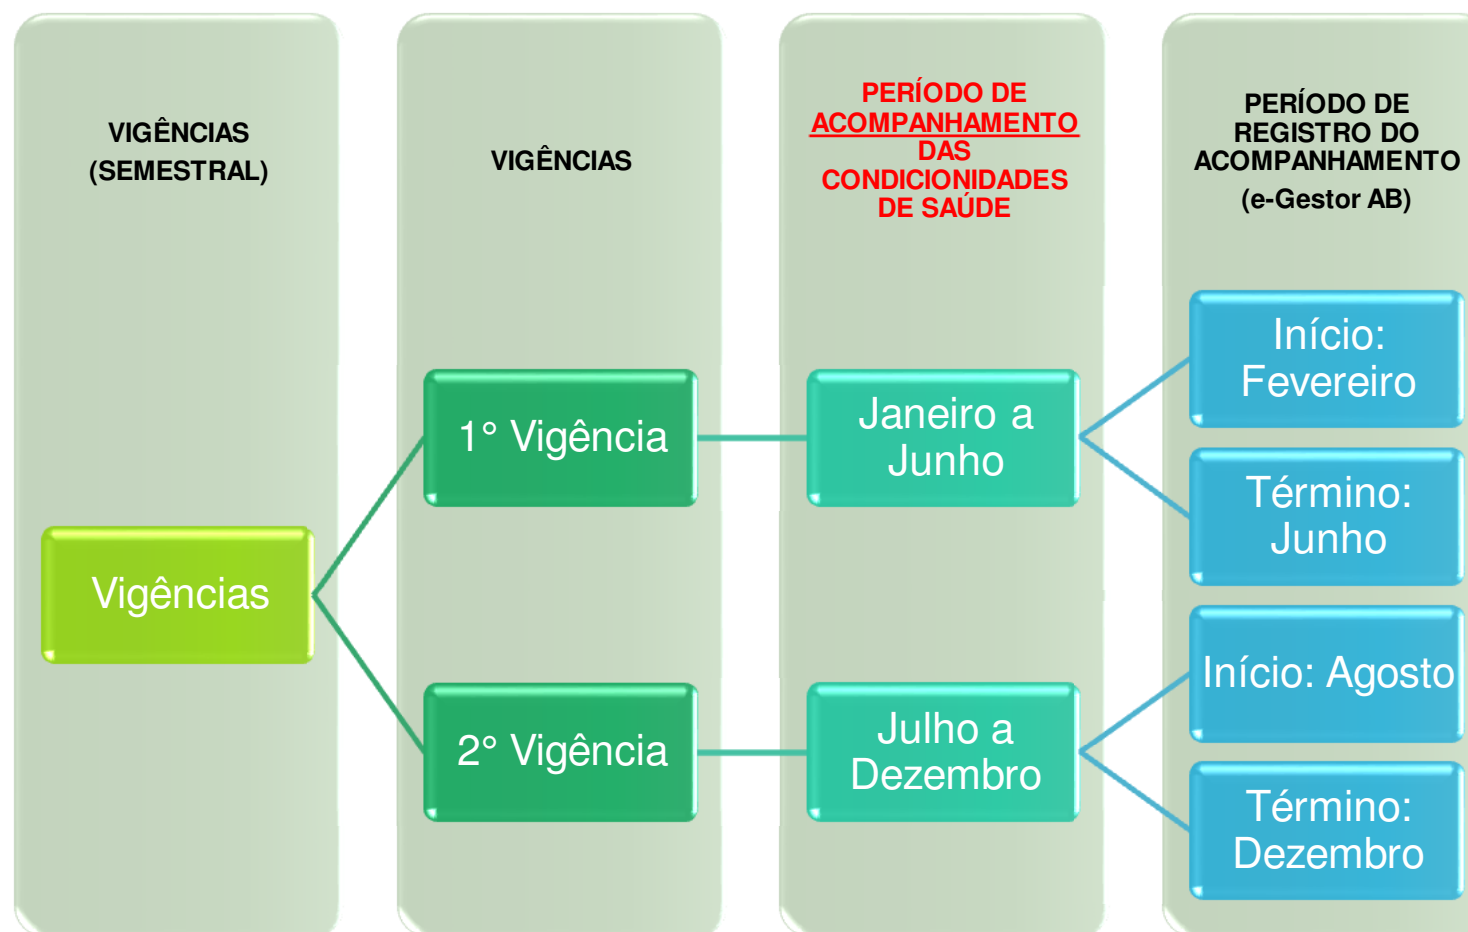 VIGÊNCIAS
(SEMESTRAL)
VIGÊNCIAS
PERÍODO DE
ACOMPANHAMENTO
DAS
CONDICIONIDADES
DE SAÚDE
PERÍODO DE
REGISTRO DO
ACOMPANHAMENTO
(e-Gestor AB)
Vigências
1° Vigência
Janeiro a
Junho
Início:
Fevereiro
Término:
Junho
2° Vigência
Julho a
Dezembro
Início: Agosto
Término:
Dezembro